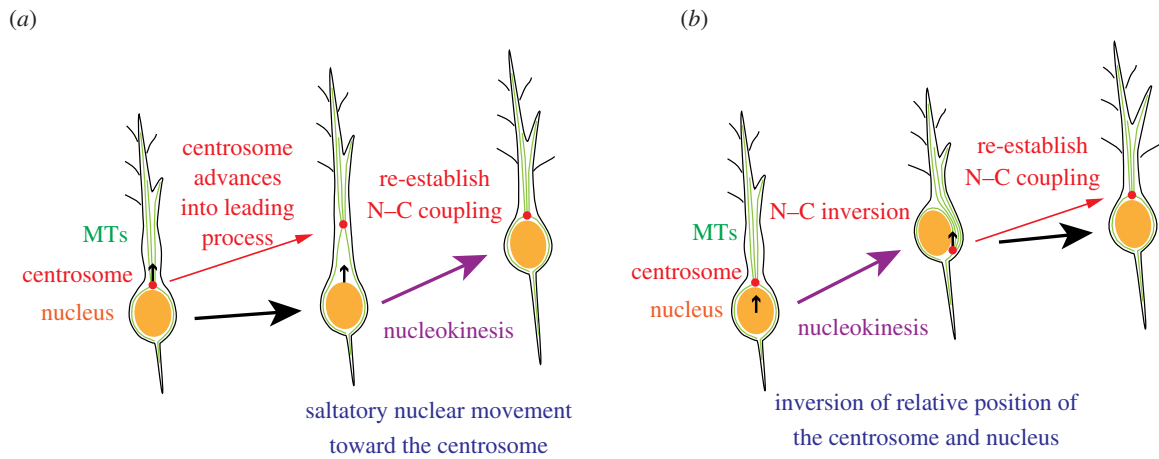 (a)
centrosome
advances
into leading
process
MTs
centrosome
nucleus
re-establish
N–C coupling
nucleokinesis
saltatory nuclear movement
toward the centrosome
(b)
MTs
centrosome
nucleus
N–C inversion
nucleokinesis
re-establish
N–C coupling
inversion of relative position of
the centrosome and nucleus